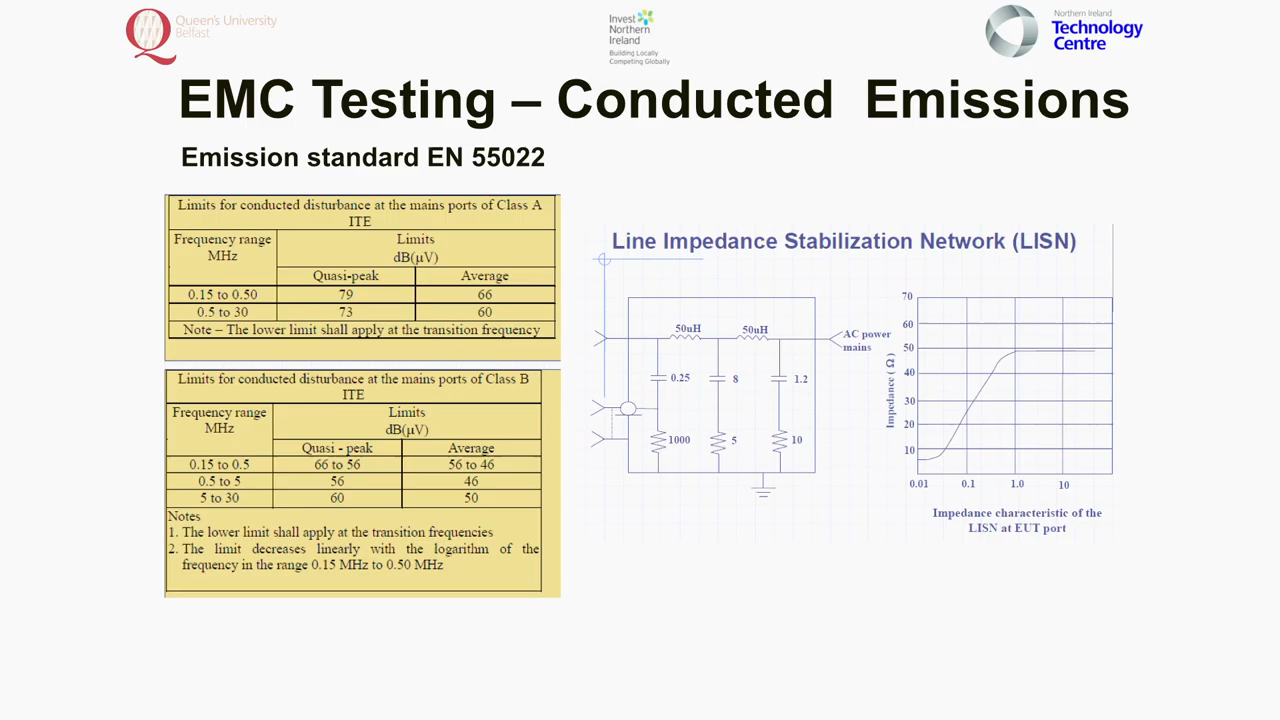 Queen's University
Belfast
Invest
Northern
Ireland
Building Locally
Competing Globally
Northern Ireland
Technology
Centre
EMC Testing – Conducted Emissions
Emission standard EN 55022
Limits for conducted disturbance at the mains ports of Class A
ITE
Frequency range
MHz
Limits
dB(μV)
Quasi-peak Average
0.15 to 0.50 79 66
0.5 to 30 73 60
Note – The lower limit shall apply at the transition frequency
Limits for conducted disturbance at the mains ports of Class B
ITE
Frequency range
MHz
Limits
dB(μV)
Quasi - peak Average
0.15 to 0.5 66 to 56 56 to 46
0.5 to 5 56 46
5 to 30 60 50
Notes
1. The lower limit shall apply at the transition frequencies
2. The limit decreases linearly with the logarithm of the
frequency in the range 0.15 MHz to 0.50 MHz
Line Impedance Stabilization Network (LISN)
50uH 50uH
AC power
mains
0.25 8 1.2
1000 5 10
Impedance ( Ω )
70
60
50
40
30
20
10
0.01 0.1 1.0 10
Impedance characteristic of the
LISN at EUT port